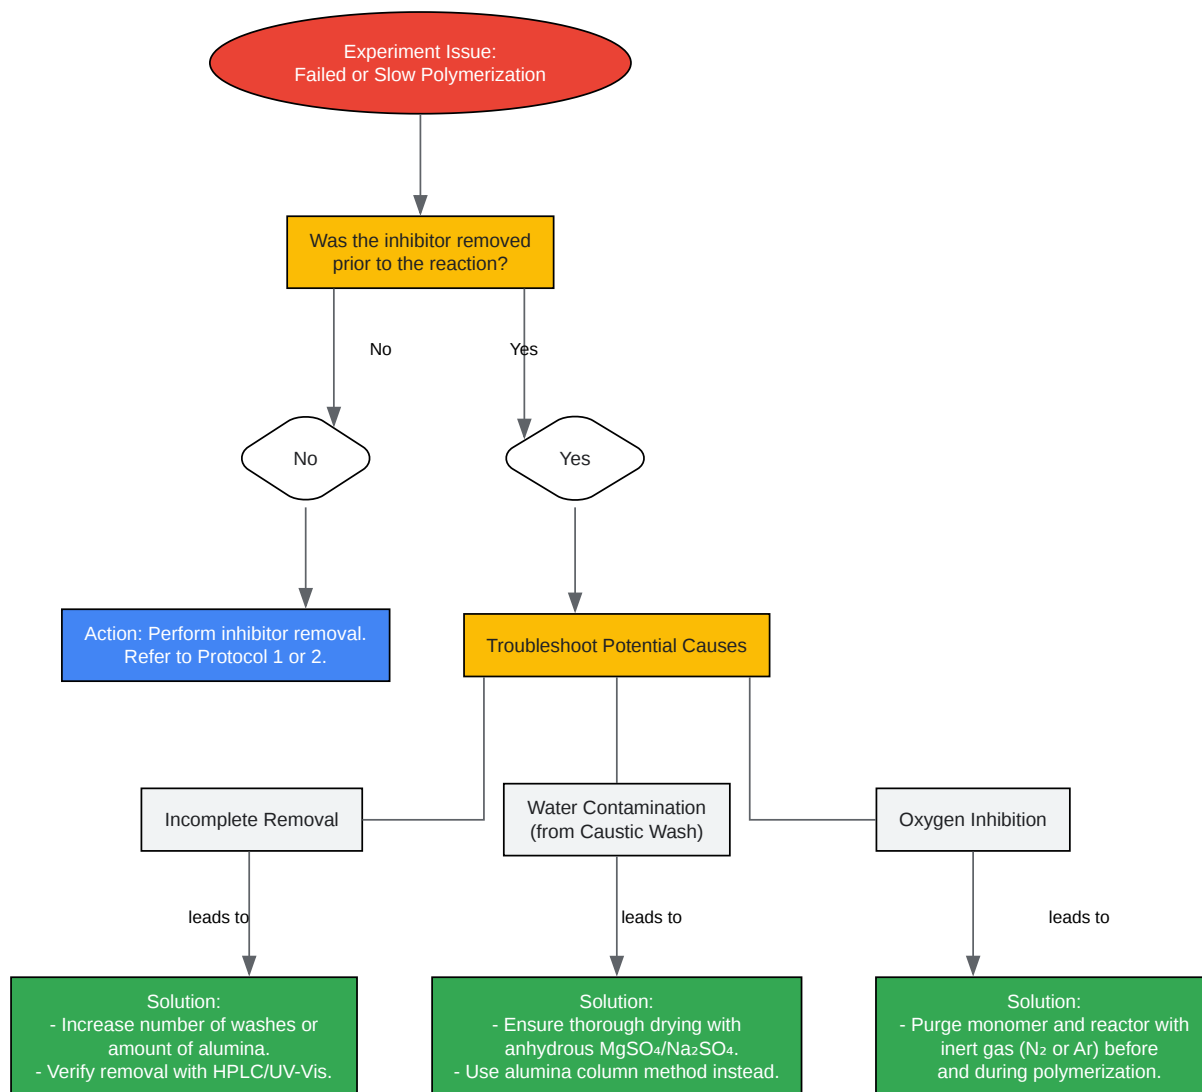 Experiment Issue:
Failed or Slow Polymerization
Was the inhibitor removed
prior to the reaction?
No
Yes
No
Yes
Action: Perform inhibitor removal.
Refer to Protocol 1 or 2.
Troubleshoot Potential Causes
Incomplete Removal
Water Contamination
(from Caustic Wash)
Oxygen Inhibition
leads to
leads to
leads to
Solution:
- Increase number of washes or
amount of alumina.
- Verify removal with HPLC/UV-Vis.
Solution:
- Ensure thorough drying with
anhydrous MgSO₄/Na₂SO₄.
- Use alumina column method instead.
Solution:
- Purge monomer and reactor with
inert gas (N₂ or Ar) before
and during polymerization.